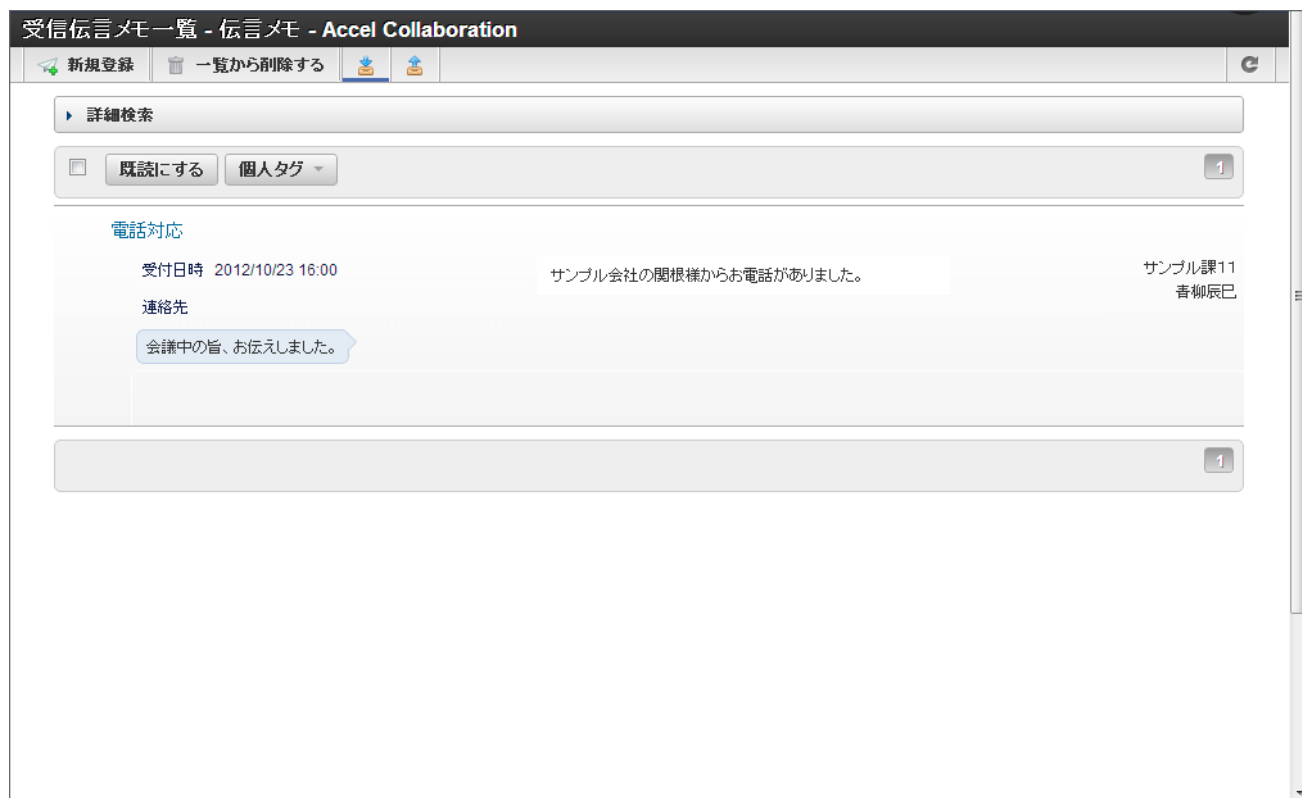 受信伝言メモ一覧 - 伝言メモ - Accel Collaboration
新規登録 一覧から削除する
詳細検索
既読にする 個人タグ 1
電話対応
受付日時 2012/10/23 16:00 サンプル会社の関根様からお電話がありました。 サンプル課11
青柳辰巳
連絡先
会議中の旨、お伝えしました。
1